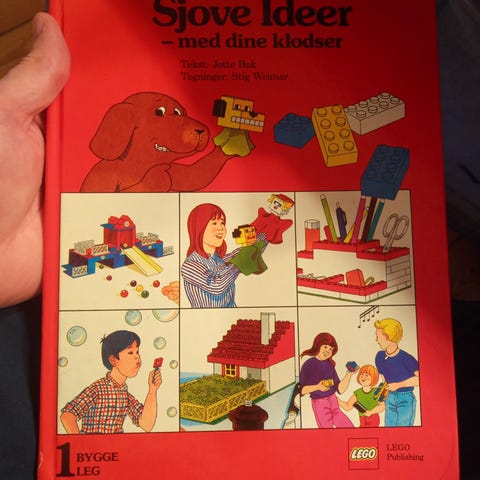 Sjove Ideer
– med dine klodser
Tekst: Jette Bak
Tegninger: Stig Weimar
1 BYGGE
LEG
LEGO
LEGO
Publishing